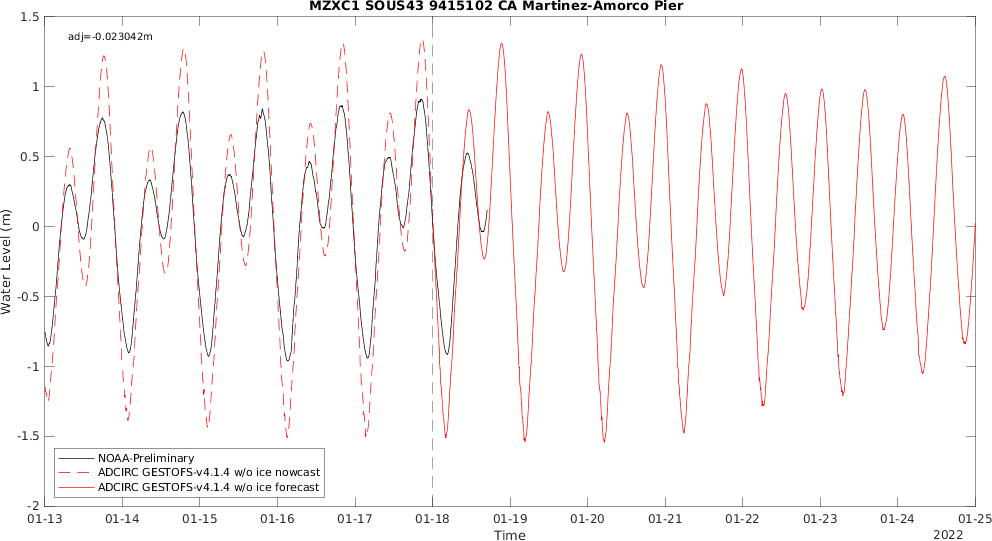 MZXC1 SOUS43 9415102 CA Martinez-Amorco Pier
adj=-0.023042m
1.5
1
0.5
0
-0.5
-1
-1.5
-2
Water Level (m)
NOAA-Preliminary
ADCIRC GESTOFS-v4.1.4 w/o ice nowcast
ADCIRC GESTOFS-v4.1.4 w/o ice forecast
01-13 01-14 01-15 01-16 01-17 01-18 01-19 01-20 01-21 01-22 01-23 01-24 01-25
Time
2022